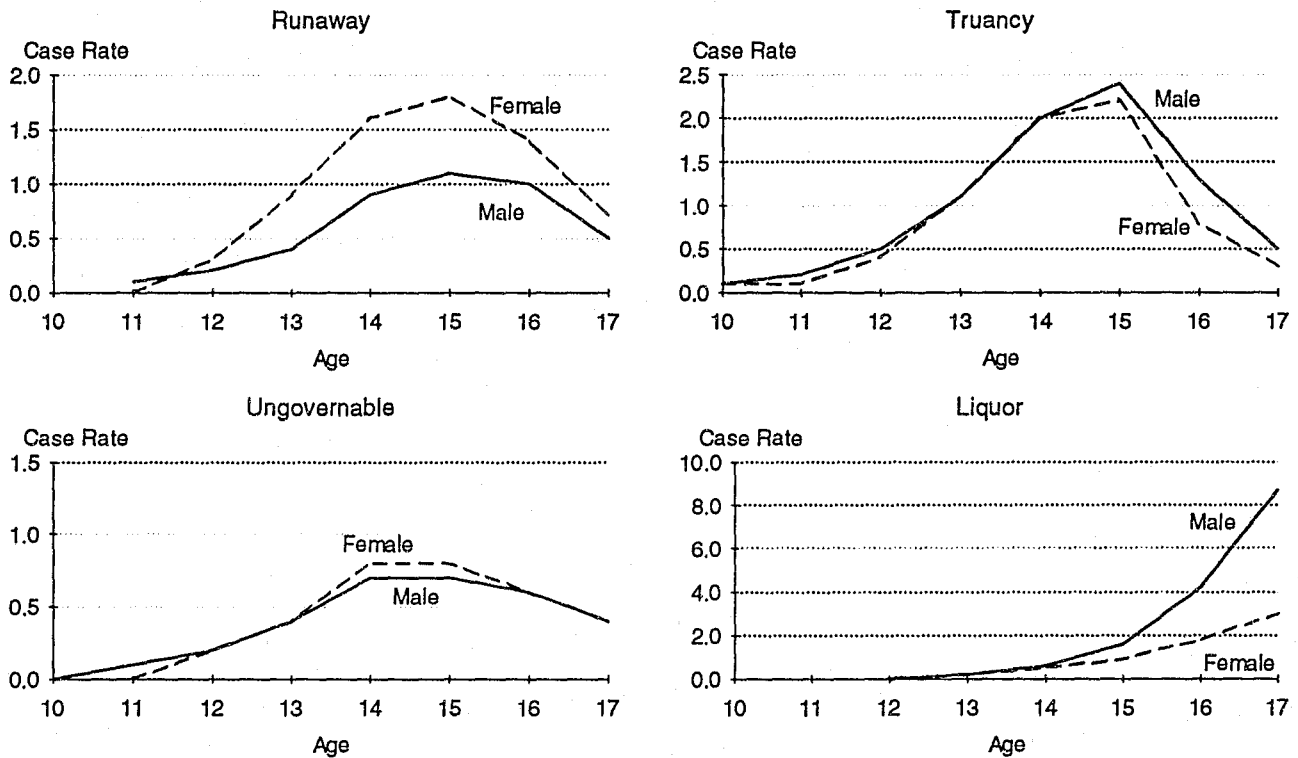 Runaway
Case Rate
2.0
Female
1.5
1.0
Male
0.5
0.0
10 11 12 13 14 15 16 17
Age
Truancy
Case Rate
2.5
Male
2.0
1.5
1.0
Female
0.5
0.0
10 11 12 13 14 15 16 17
Age
Ungovernable
Case Rate
1.5
1.0
Female
Male
0.5
0.0
10 11 12 13 14 15 16 17
Age
Liquor
Case Rate
10.0
8.0
Male
6.0
4.0
2.0
Female
0.0
10 11 12 13 14 15 16 17
Age